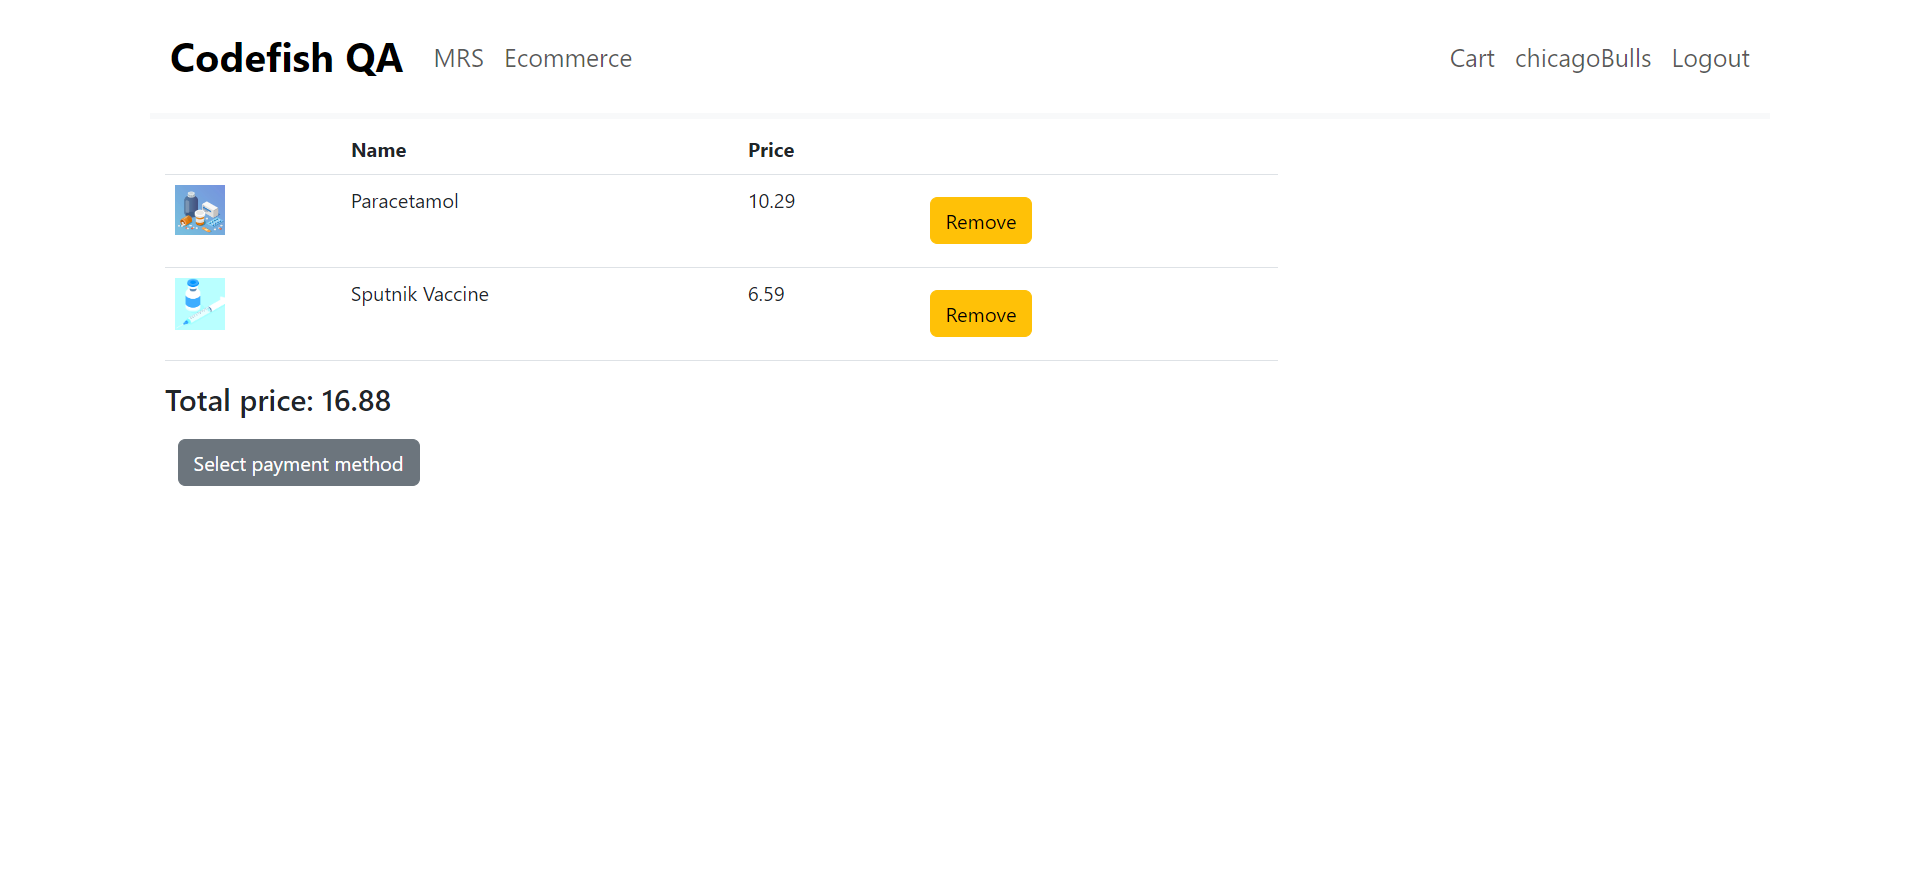 Codefish QA MRS Ecommerce Cart chicagoBulls Logout
Name Price
Paracetamol 10.29 Remove
Sputnik Vaccine 6.59 Remove
Total price: 16.88
Select payment method